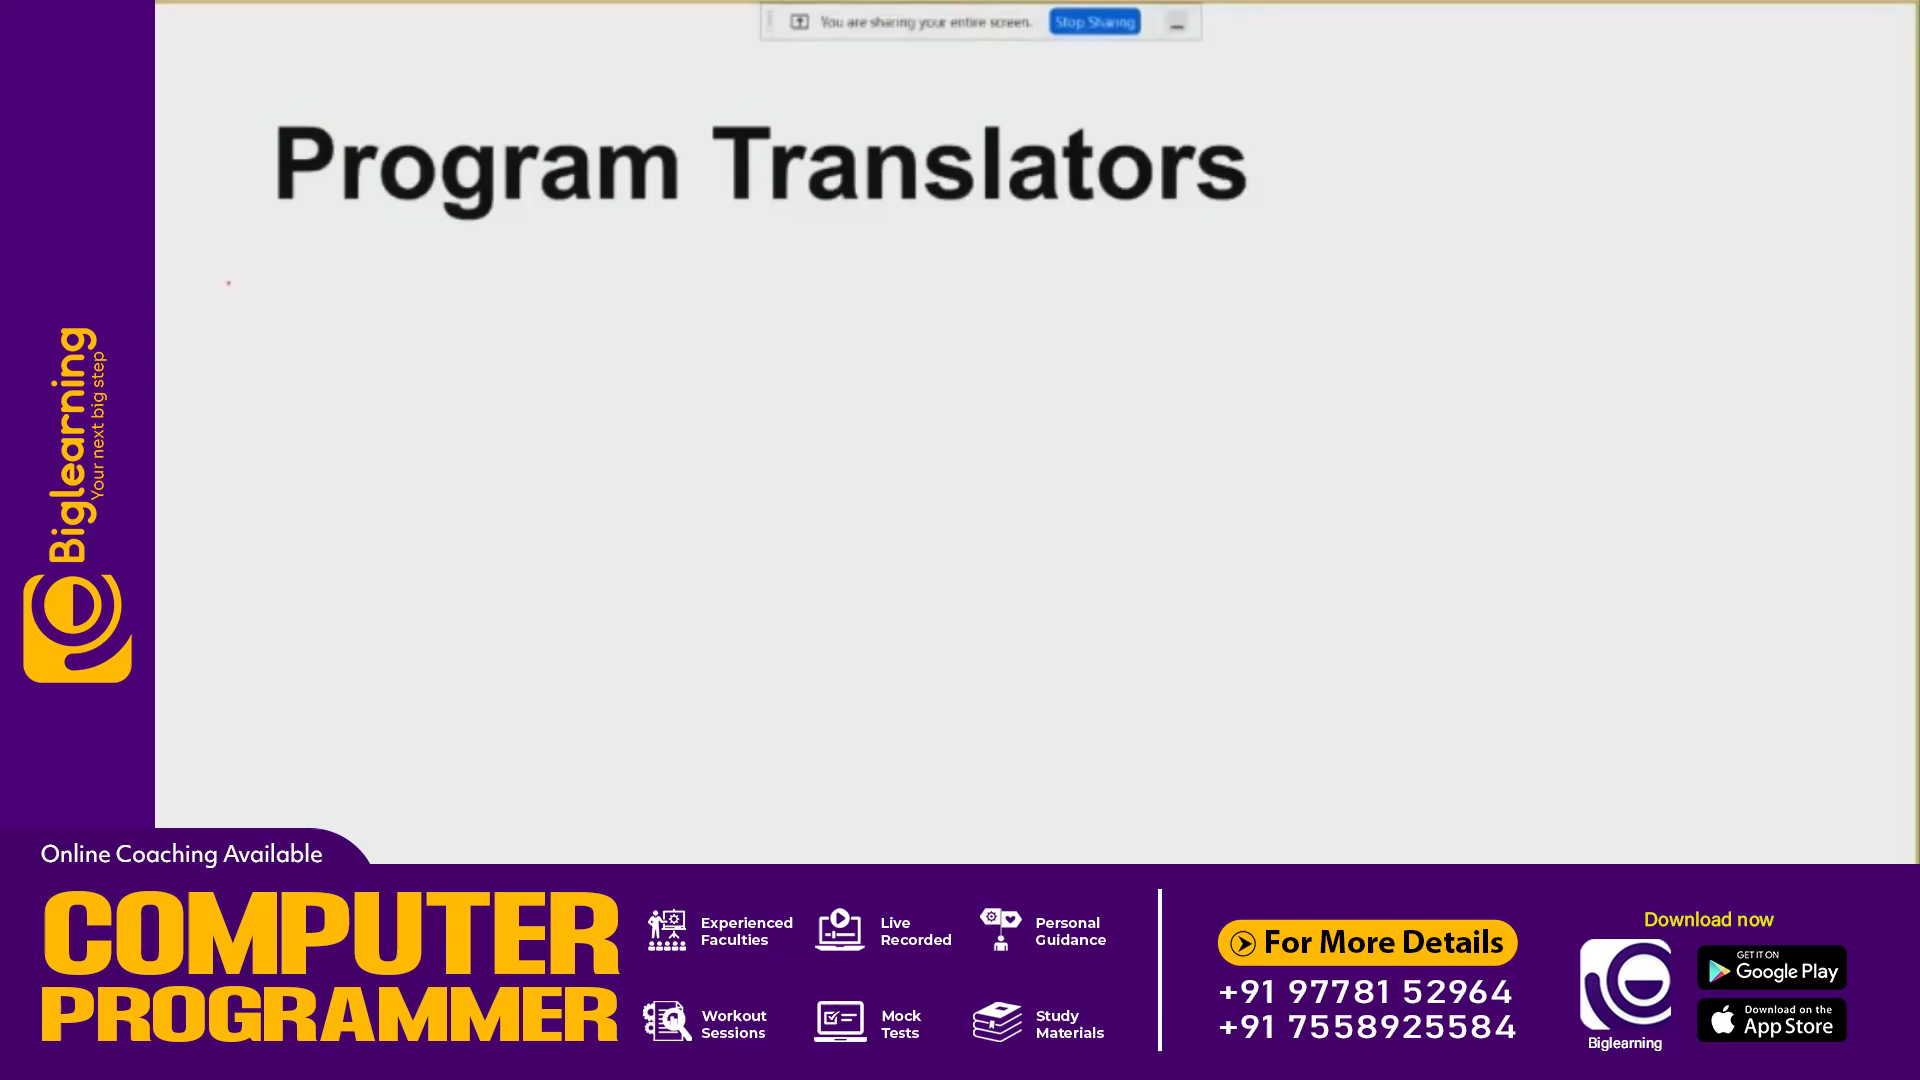 You are sharing your entire screen.
Stop Sharing
Program Translators
Biglearning
Your next big step
Online Coaching Available
COMPUTER
PROGRAMMER
Experienced
Faculties
Live
Recorded
Personal
Guidance
Workout
Sessions
Mock
Tests
Study
Materials
For More Details
+91 97781 52964
+91 7558925584
Download now
Biglearning
GET IT ON
Google Play
Download on the
App Store